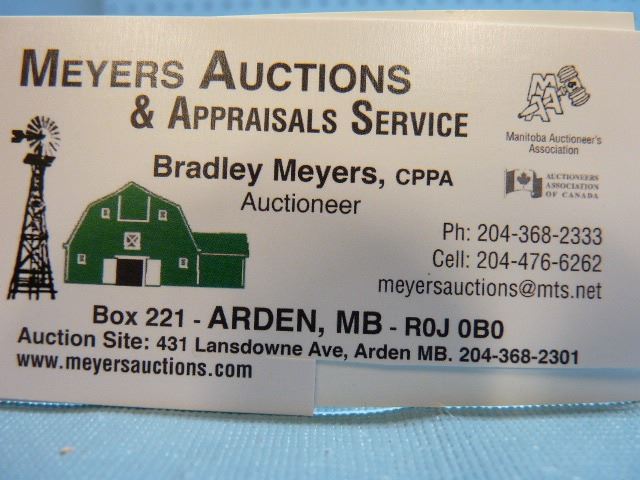 MEYERS AUCTIONS
& APPRAISALS SERVICE
MAA
Manitoba Auctioneer's
Association
Bradley Meyers, CPPA
Auctioneer
AUCTIONEERS
ASSOCIATION
OF CANADA
Ph: 204-368-2333
Cell: 204-476-6262
meyersauctions@mts.net
Box 221 - ARDEN, MB - R0J 0B0
Auction Site: 431 Lansdowne Ave, Arden MB. 204-368-2301
www.meyersauctions.com